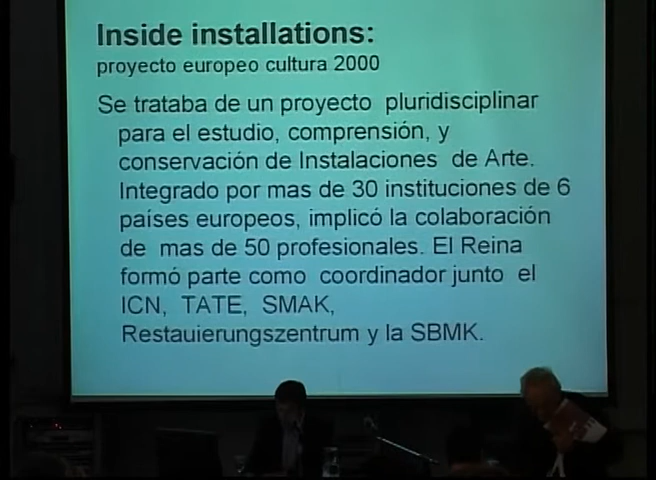 Inside installations:
proyecto europeo cultura 2000
Se trataba de un proyecto pluridisciplinar
para el estudio, comprensión, y
conservación de Instalaciones de Arte.
Integrado por mas de 30 instituciones de 6
países europeos, implicó la colaboración
de mas de 50 profesionales. El Reina
formó parte como coordinador junto el
ICN, TATE, SMAK,
Restauierungszentrum y la SBMK.